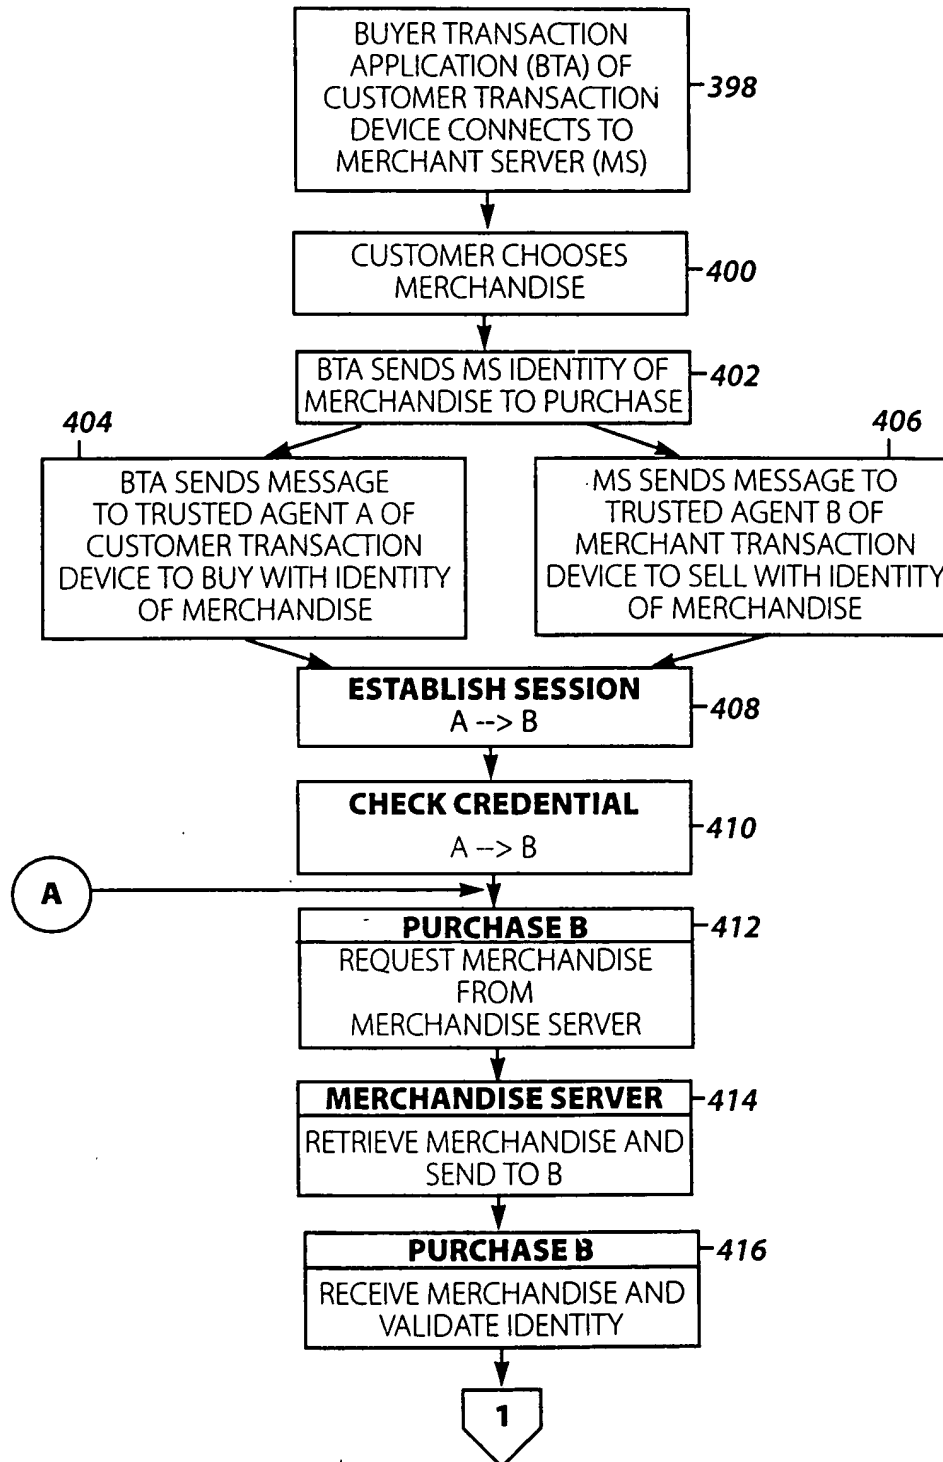 BUYER TRANSACTION
APPLICATION (BTA) OF
CUSTOMER TRANSACTION
DEVICE CONNECTS TO
MERCHANT SERVER (MS)
398
CUSTOMER CHOOSES
MERCHANDISE
400
BTA SENDS MS IDENTITY OF
MERCHANDISE TO PURCHASE
402
404
BTA SENDS MESSAGE
TO TRUSTED AGENT A OF
CUSTOMER TRANSACTION
DEVICE TO BUY WITH IDENTITY
OF MERCHANDISE
406
MS SENDS MESSAGE TO
TRUSTED AGENT B OF
MERCHANT TRANSACTION
DEVICE TO SELL WITH IDENTITY
OF MERCHANDISE
ESTABLISH SESSION
A --> B
408
CHECK CREDENTIAL
A --> B
410
A
PURCHASE B
412
REQUEST MERCHANDISE
FROM
MERCHANDISE SERVER
MERCHANDISE SERVER
414
RETRIEVE MERCHANDISE AND
SEND TO B
PURCHASE B
416
RECEIVE MERCHANDISE AND
VALIDATE IDENTITY
1